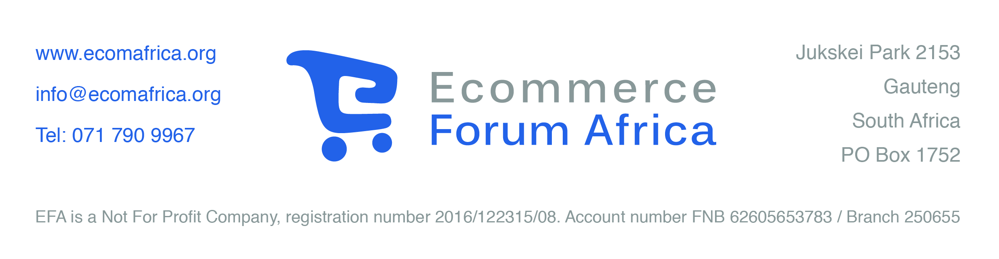 www.ecomafrica.org
info@ecomafrica.org
Tel: 071 790 9967
Ecommerce
Forum Africa
Jukskei Park 2153
Gauteng
South Africa
PO Box 1752
EFA is a Not For Profit Company, registration number 2016/122315/08. Account number FNB 62605653783 / Branch 250655